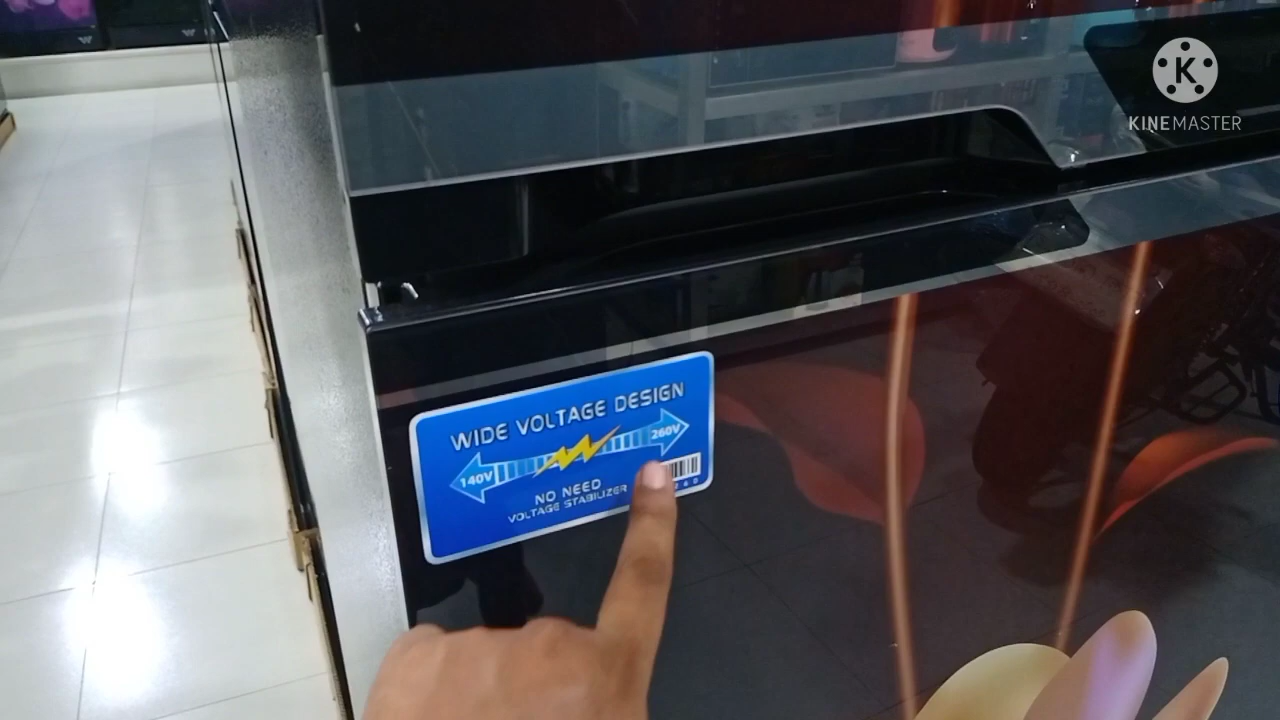 KINEMASTER
WIDE VOLTAGE DESIGN
140V 260V
NO NEED
VOLTAGE STABILIZER